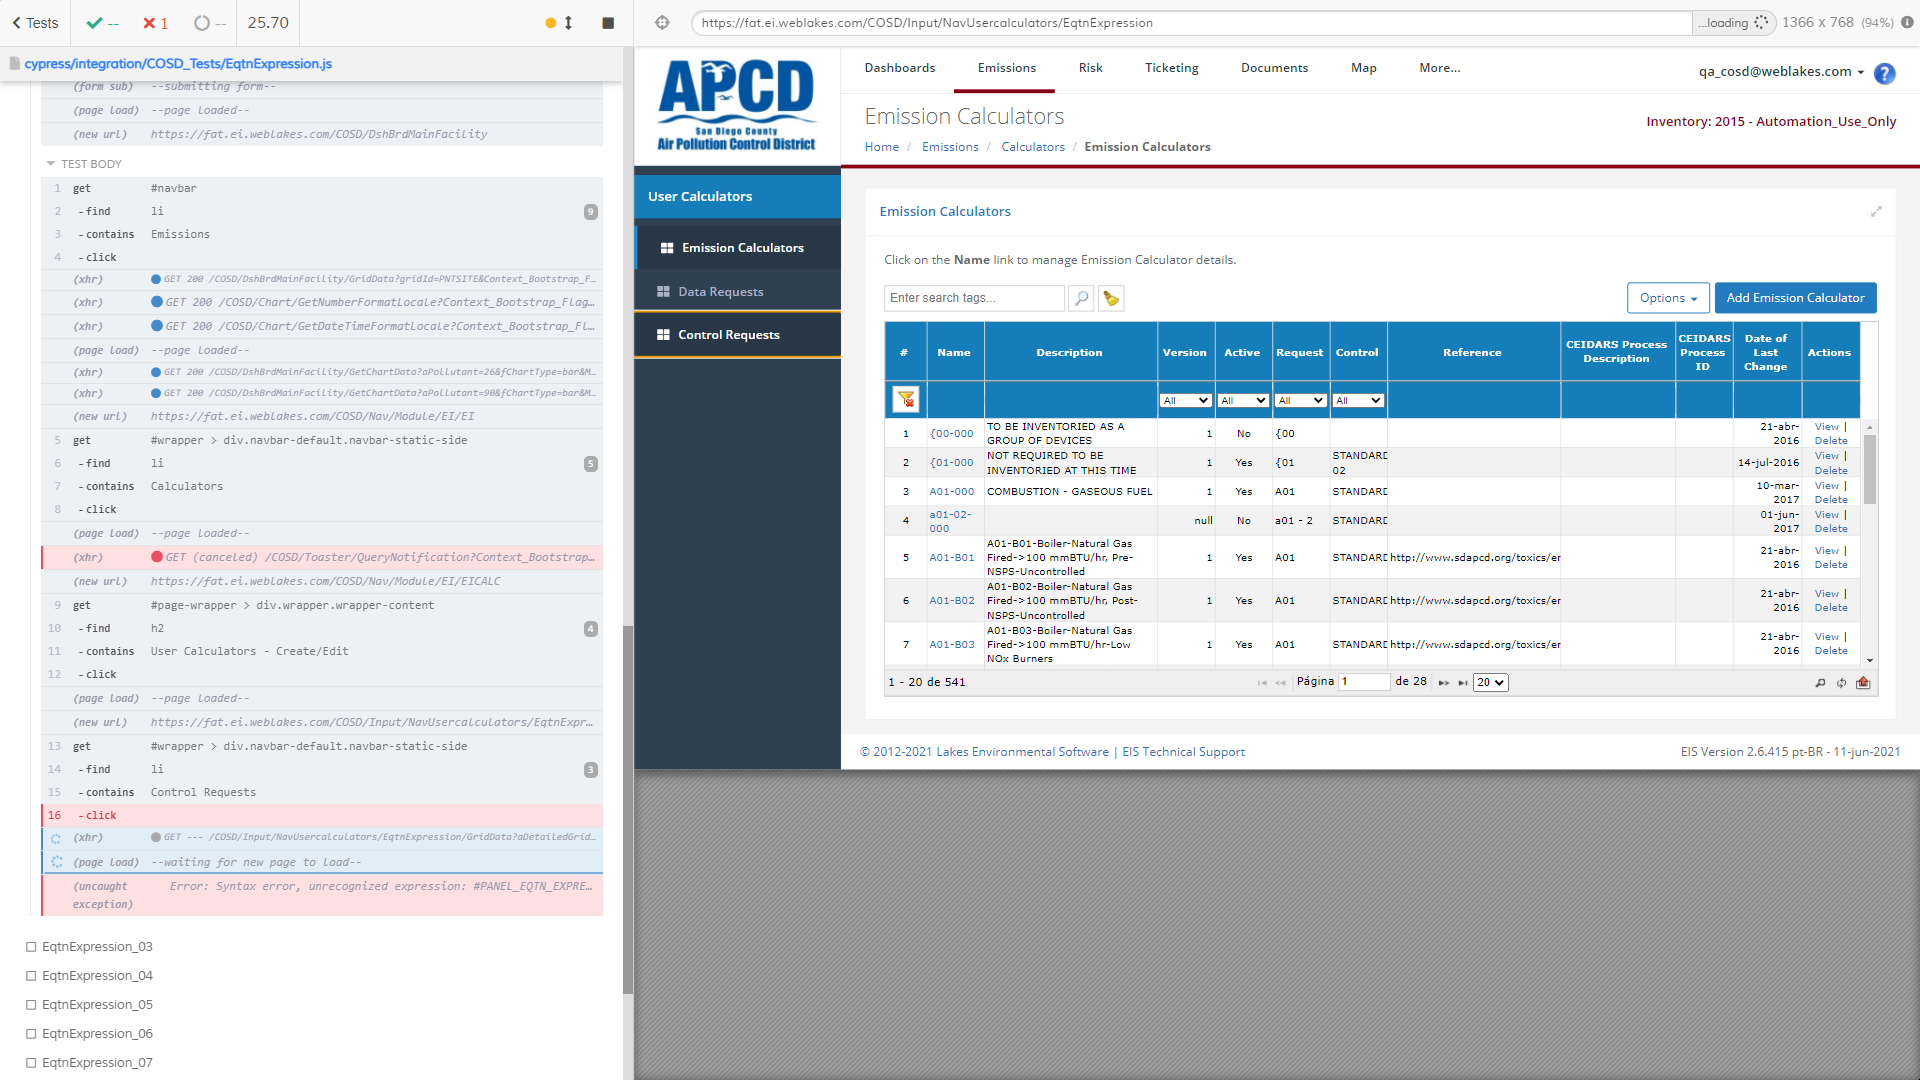 Tests
--
1
--
25.70
cypress/integration/COSD_Tests/EqtnExpression.js
(form sub) --submitting form--
(page load) --page loaded--
(new url) https://fat.ei.weblakes.com/COSD/DshBrdMainFacility
TEST BODY
1 get #navbar
2 -find li 9
3 -contains Emissions
4 -click
(xhr) GET 200 /COSD/DshBrdMainFacility/GridData?gridId=PNTSITE&Context_Bootstrap_F...
(xhr) GET 200 /COSD/Chart/GetNumberFormatLocale?Context_Bootstrap_Flag...
(xhr) GET 200 /COSD/Chart/GetDateTimeFormatLocale?Context_Bootstrap_Fl...
(page load) --page loaded--
(xhr) GET 200 /COSD/DshBrdMainFacility/GetChartData?aPollutant=26&fChartType=bar&M...
(xhr) GET 200 /COSD/DshBrdMainFacility/GetChartData?aPollutant=90&fChartType=bar&M...
(new url) https://fat.ei.weblakes.com/COSD/Nav/Module/EI/EI
5 get #wrapper > div.navbar-default.navbar-static-side
6 -find li 5
7 -contains Calculators
8 -click
(page load) --page loaded--
(xhr) GET (canceled) /COSD/Toaster/QueryNotification?Context_Bootstrap...
(new url) https://fat.ei.weblakes.com/COSD/Nav/Module/EI/EICALC
9 get #page-wrapper > div.wrapper.wrapper-content
10 -find h2 4
11 -contains User Calculators - Create/Edit
12 -click
(page load) --page loaded--
(new url) https://fat.ei.weblakes.com/COSD/Input/NavUsercalculators/EqtnExpr...
13 get #wrapper > div.navbar-default.navbar-static-side
14 -find li 3
15 -contains Control Requests
16 -click
(xhr) GET --- /COSD/Input/NavUsercalculators/EqtnExpression/GridData?aDetailedGrid...
(page load) --waiting for new page to load--
(uncaught exception) Error: Syntax error, unrecognized expression: #PANEL_EQTN_EXPRE...
EqtnExpression_03
EqtnExpression_04
EqtnExpression_05
EqtnExpression_06
EqtnExpression_07
https://fat.ei.weblakes.com/COSD/Input/NavUsercalculators/EqtnExpression ...loading 1366 x 768 (94%)
APCD
San Diego County
Air Pollution Control District
Dashboards Emissions Risk Ticketing Documents Map More...
qa_cosd@weblakes.com ?
Emission Calculators
Inventory: 2015 - Automation_Use_Only
Home / Emissions / Calculators / Emission Calculators
User Calculators
Emission Calculators
Data Requests
Control Requests
Emission Calculators
Click on the Name link to manage Emission Calculator details.
Enter search tags...
Options Add Emission Calculator
# Name Description Version Active Request Control Reference CEIDARS Process Description CEIDARS Process ID Date of Last Change Actions
All All All All
1 {00-000 TO BE INVENTORIED AS A GROUP OF DEVICES 1 No {00 21-abr-2016 View | Delete
2 {01-000 NOT REQUIRED TO BE INVENTORIED AT THIS TIME 1 Yes {01 STANDARD 02 14-jul-2016 View | Delete
3 A01-000 COMBUSTION - GASEOUS FUEL 1 Yes A01 STANDARD 10-mar-2017 View | Delete
4 a01-02-000 null No a01 - 2 STANDARD 01-jun-2017 View | Delete
5 A01-B01 A01-B01-Boiler-Natural Gas Fired->100 mmBTU/hr, Pre-NSPS-Uncontrolled 1 Yes A01 STANDARD http://www.sdapcd.org/toxics/er 21-abr-2016 View | Delete
6 A01-B02 A01-B02-Boiler-Natural Gas Fired->100 mmBTU/hr, Post-NSPS-Uncontrolled 1 Yes A01 STANDARD http://www.sdapcd.org/toxics/er 21-abr-2016 View | Delete
7 A01-B03 A01-B03-Boiler-Natural Gas Fired->100 mmBTU/hr-Low NOx Burners 1 Yes A01 STANDARD http://www.sdapcd.org/toxics/er 21-abr-2016 View | Delete
1 - 20 de 541 Página 1 de 28 20
© 2012-2021 Lakes Environmental Software | EIS Technical Support
EIS Version 2.6.415 pt-BR - 11-jun-2021